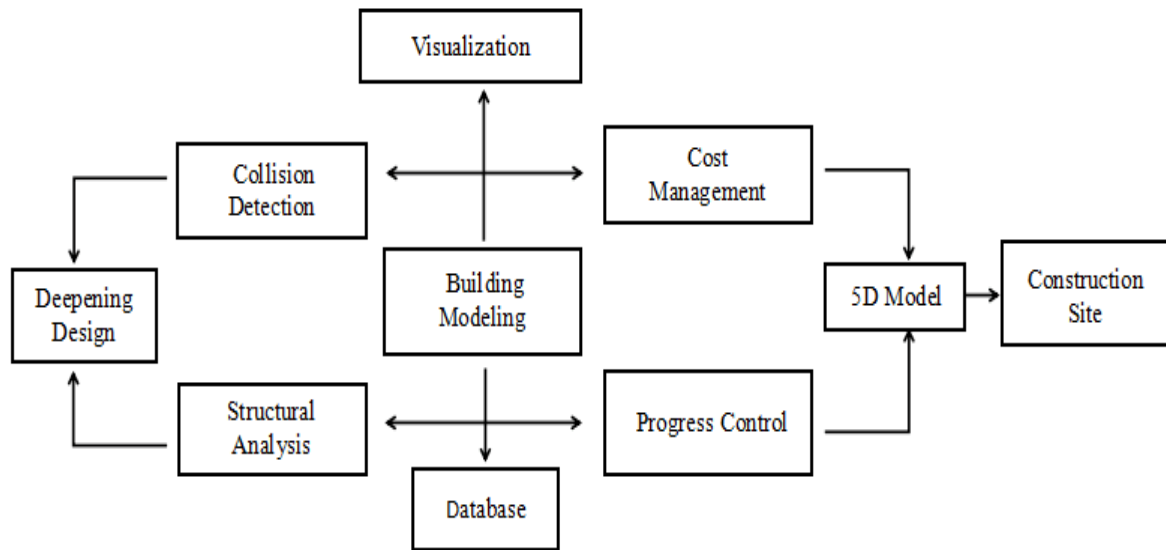 Visualization
Collision
Detection
Cost
Management
Deepening
Design
Building
Modeling
5D Model
Construction
Site
Structural
Analysis
Progress Control
Database